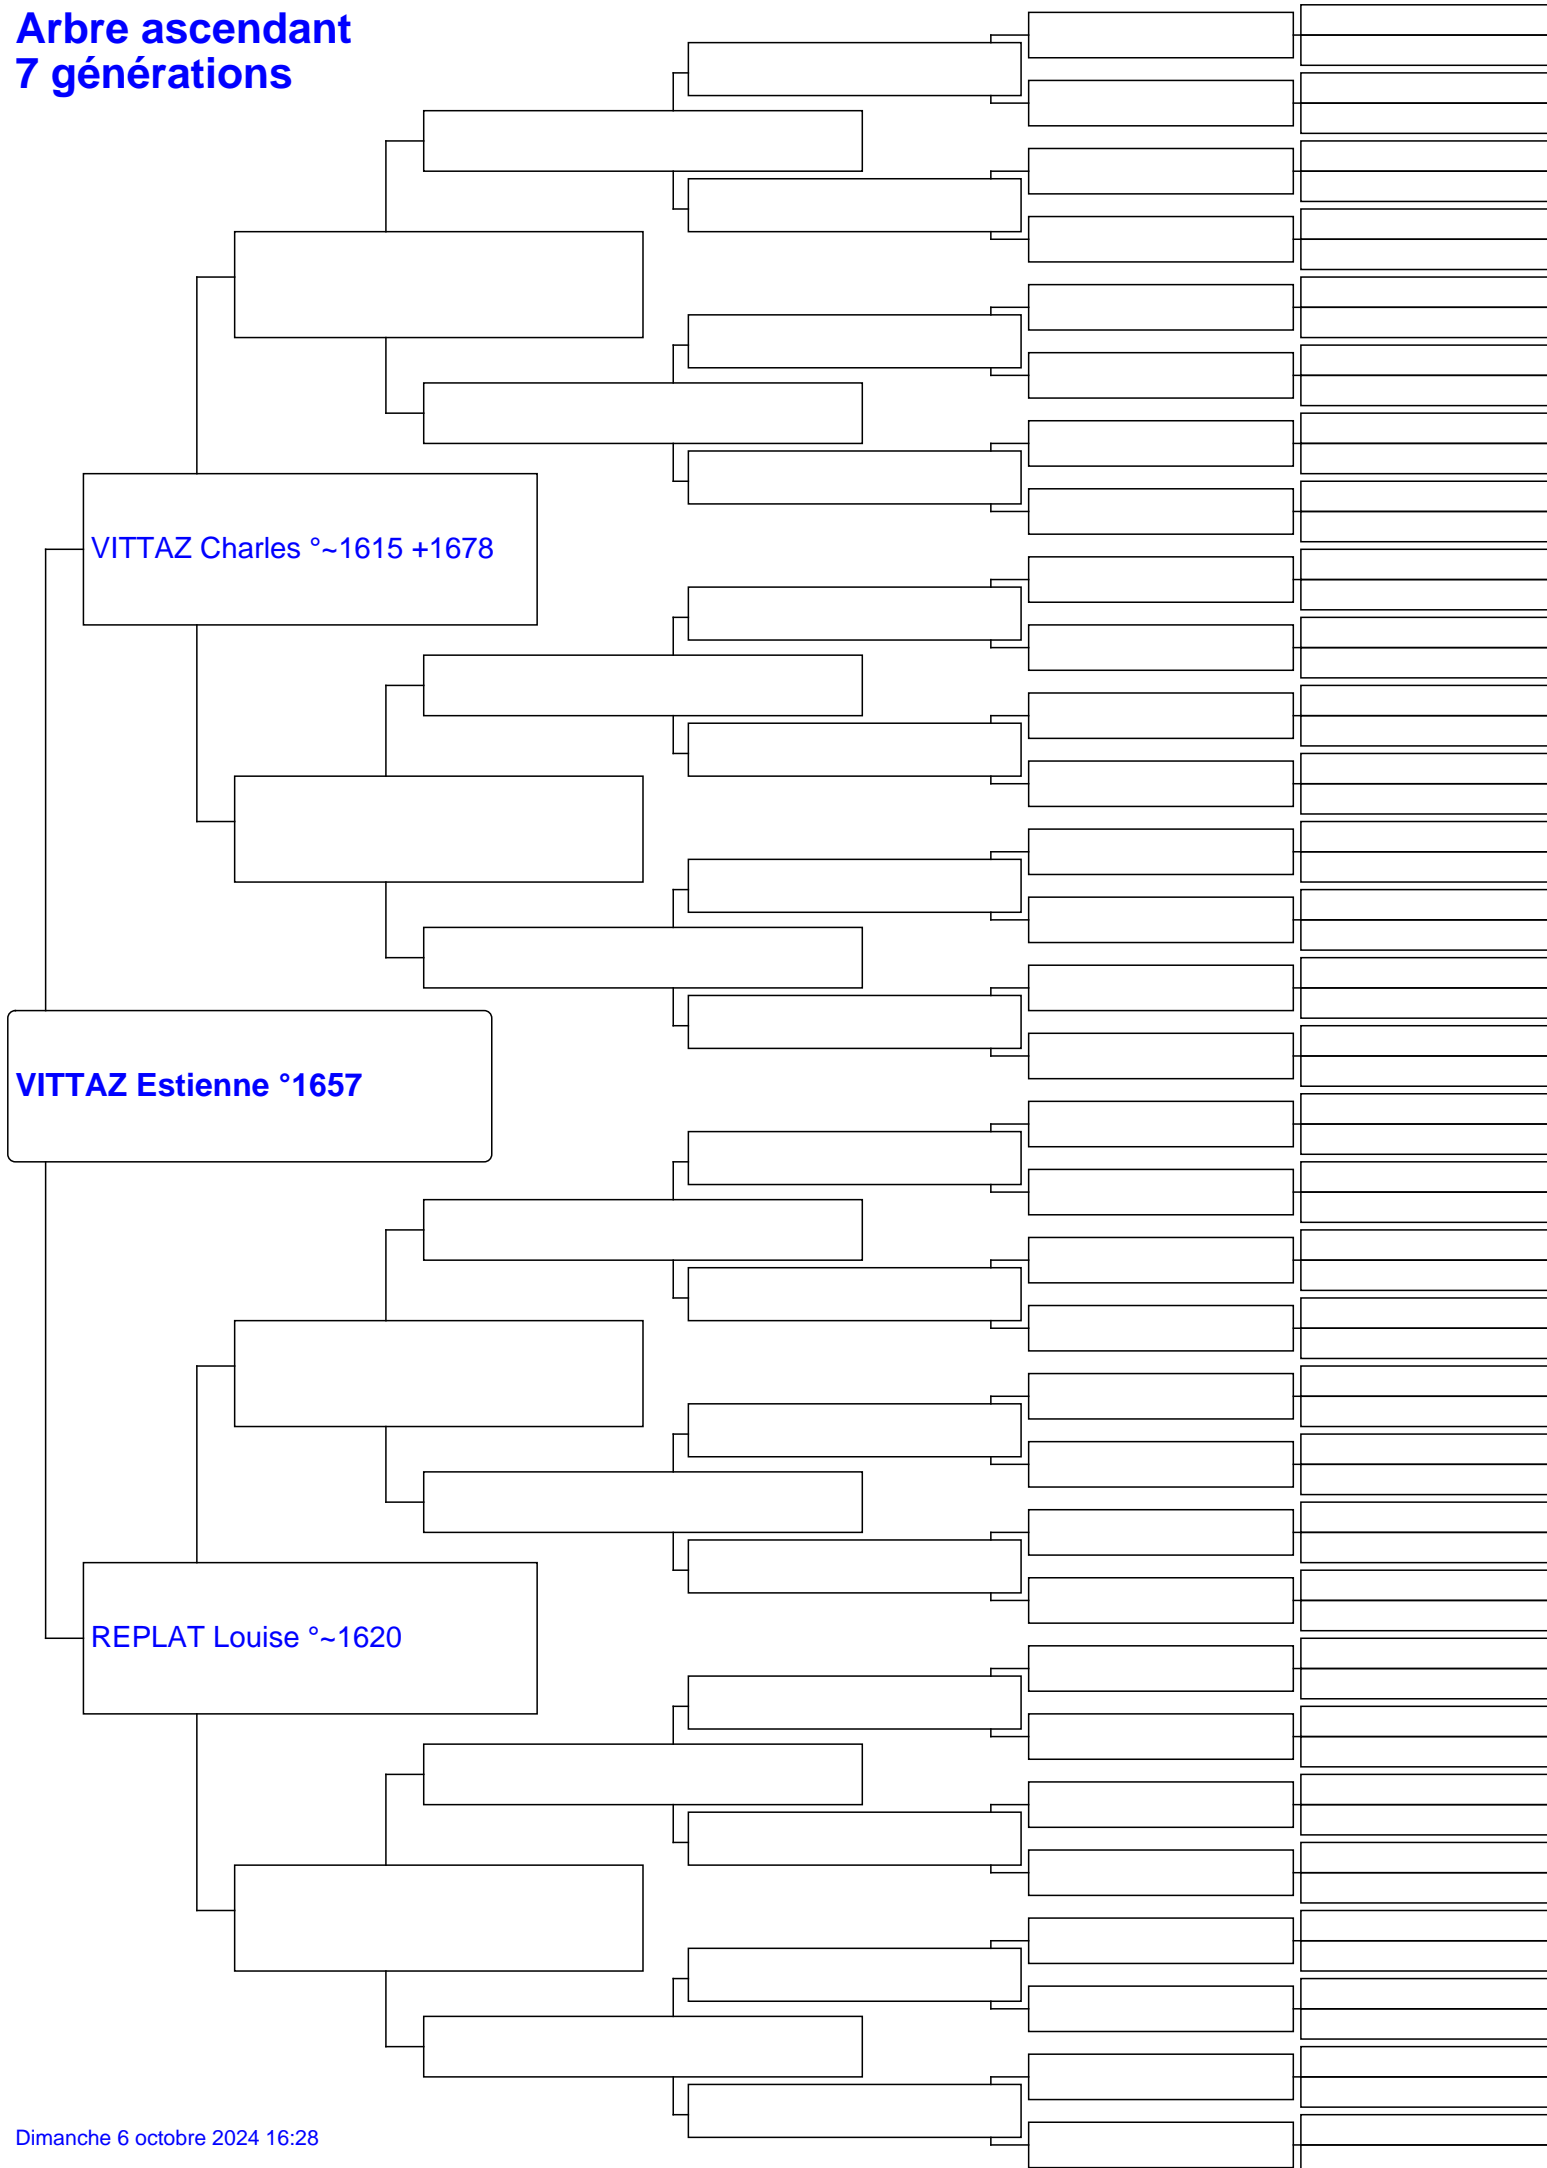 Arbre ascendant
7 générations
VITTAZ Charles °~1615 +1678
VITTAZ Estienne °1657
REPLAT Louise °~1620
Dimanche 6 octobre 2024 16:28